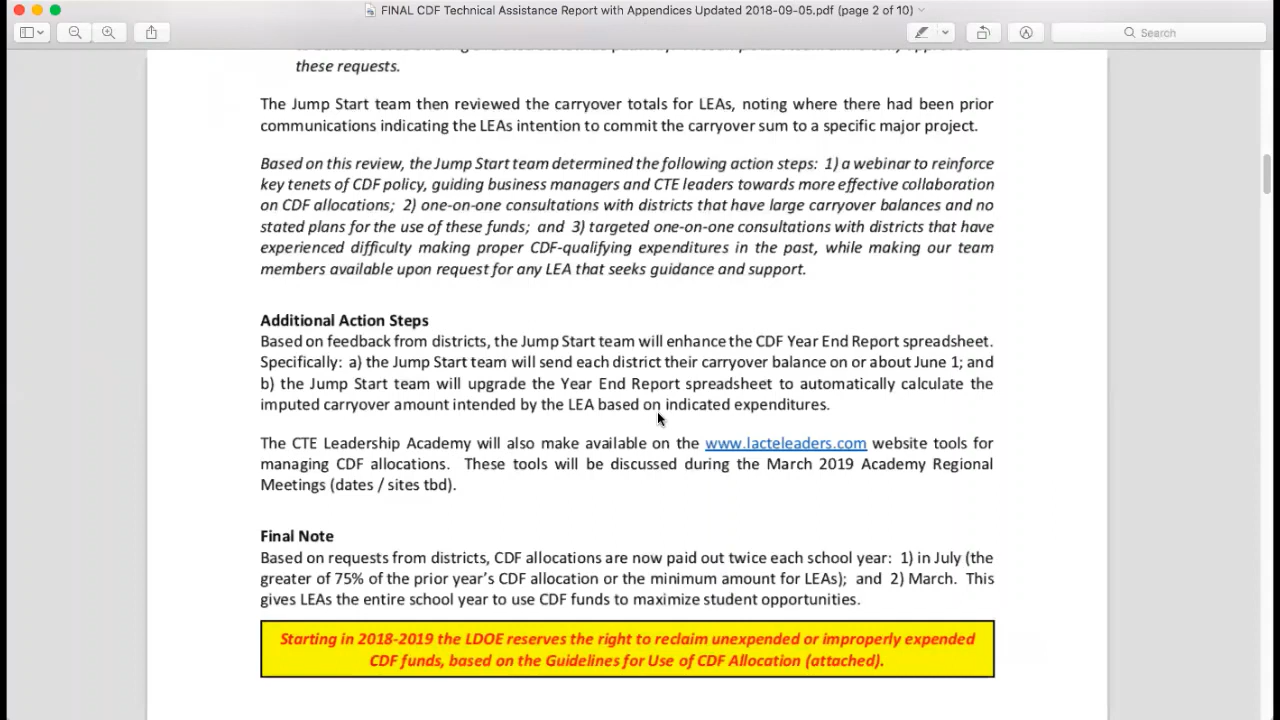 FINAL CDF Technical Assistance Report with Appendices Updated 2018-09-05.pdf (page 2 of 10)
Search
these requests.
The Jump Start team then reviewed the carryover totals for LEAs, noting where there had been prior
communications indicating the LEAs intention to commit the carryover sum to a specific major project.
Based on this review, the Jump Start team determined the following action steps: 1) a webinar to reinforce
key tenets of CDF policy, guiding business managers and CTE leaders towards more effective collaboration
on CDF allocations; 2) one-on-one consultations with districts that have large carryover balances and no
stated plans for the use of these funds; and 3) targeted one-on-one consultations with districts that have
experienced difficulty making proper CDF-qualifying expenditures in the past, while making our team
members available upon request for any LEA that seeks guidance and support.
Additional Action Steps
Based on feedback from districts, the Jump Start team will enhance the CDF Year End Report spreadsheet.
Specifically: a) the Jump Start team will send each district their carryover balance on or about June 1; and
b) the Jump Start team will upgrade the Year End Report spreadsheet to automatically calculate the
imputed carryover amount intended by the LEA based on indicated expenditures.
The CTE Leadership Academy will also make available on the www.lacteleaders.com website tools for
managing CDF allocations. These tools will be discussed during the March 2019 Academy Regional
Meetings (dates / sites tbd).
Final Note
Based on requests from districts, CDF allocations are now paid out twice each school year: 1) in July (the
greater of 75% of the prior year's CDF allocation or the minimum amount for LEAs); and 2) March. This
gives LEAs the entire school year to use CDF funds to maximize student opportunities.
Starting in 2018-2019 the LDOE reserves the right to reclaim unexpended or improperly expended
CDF funds, based on the Guidelines for Use of CDF Allocation (attached).